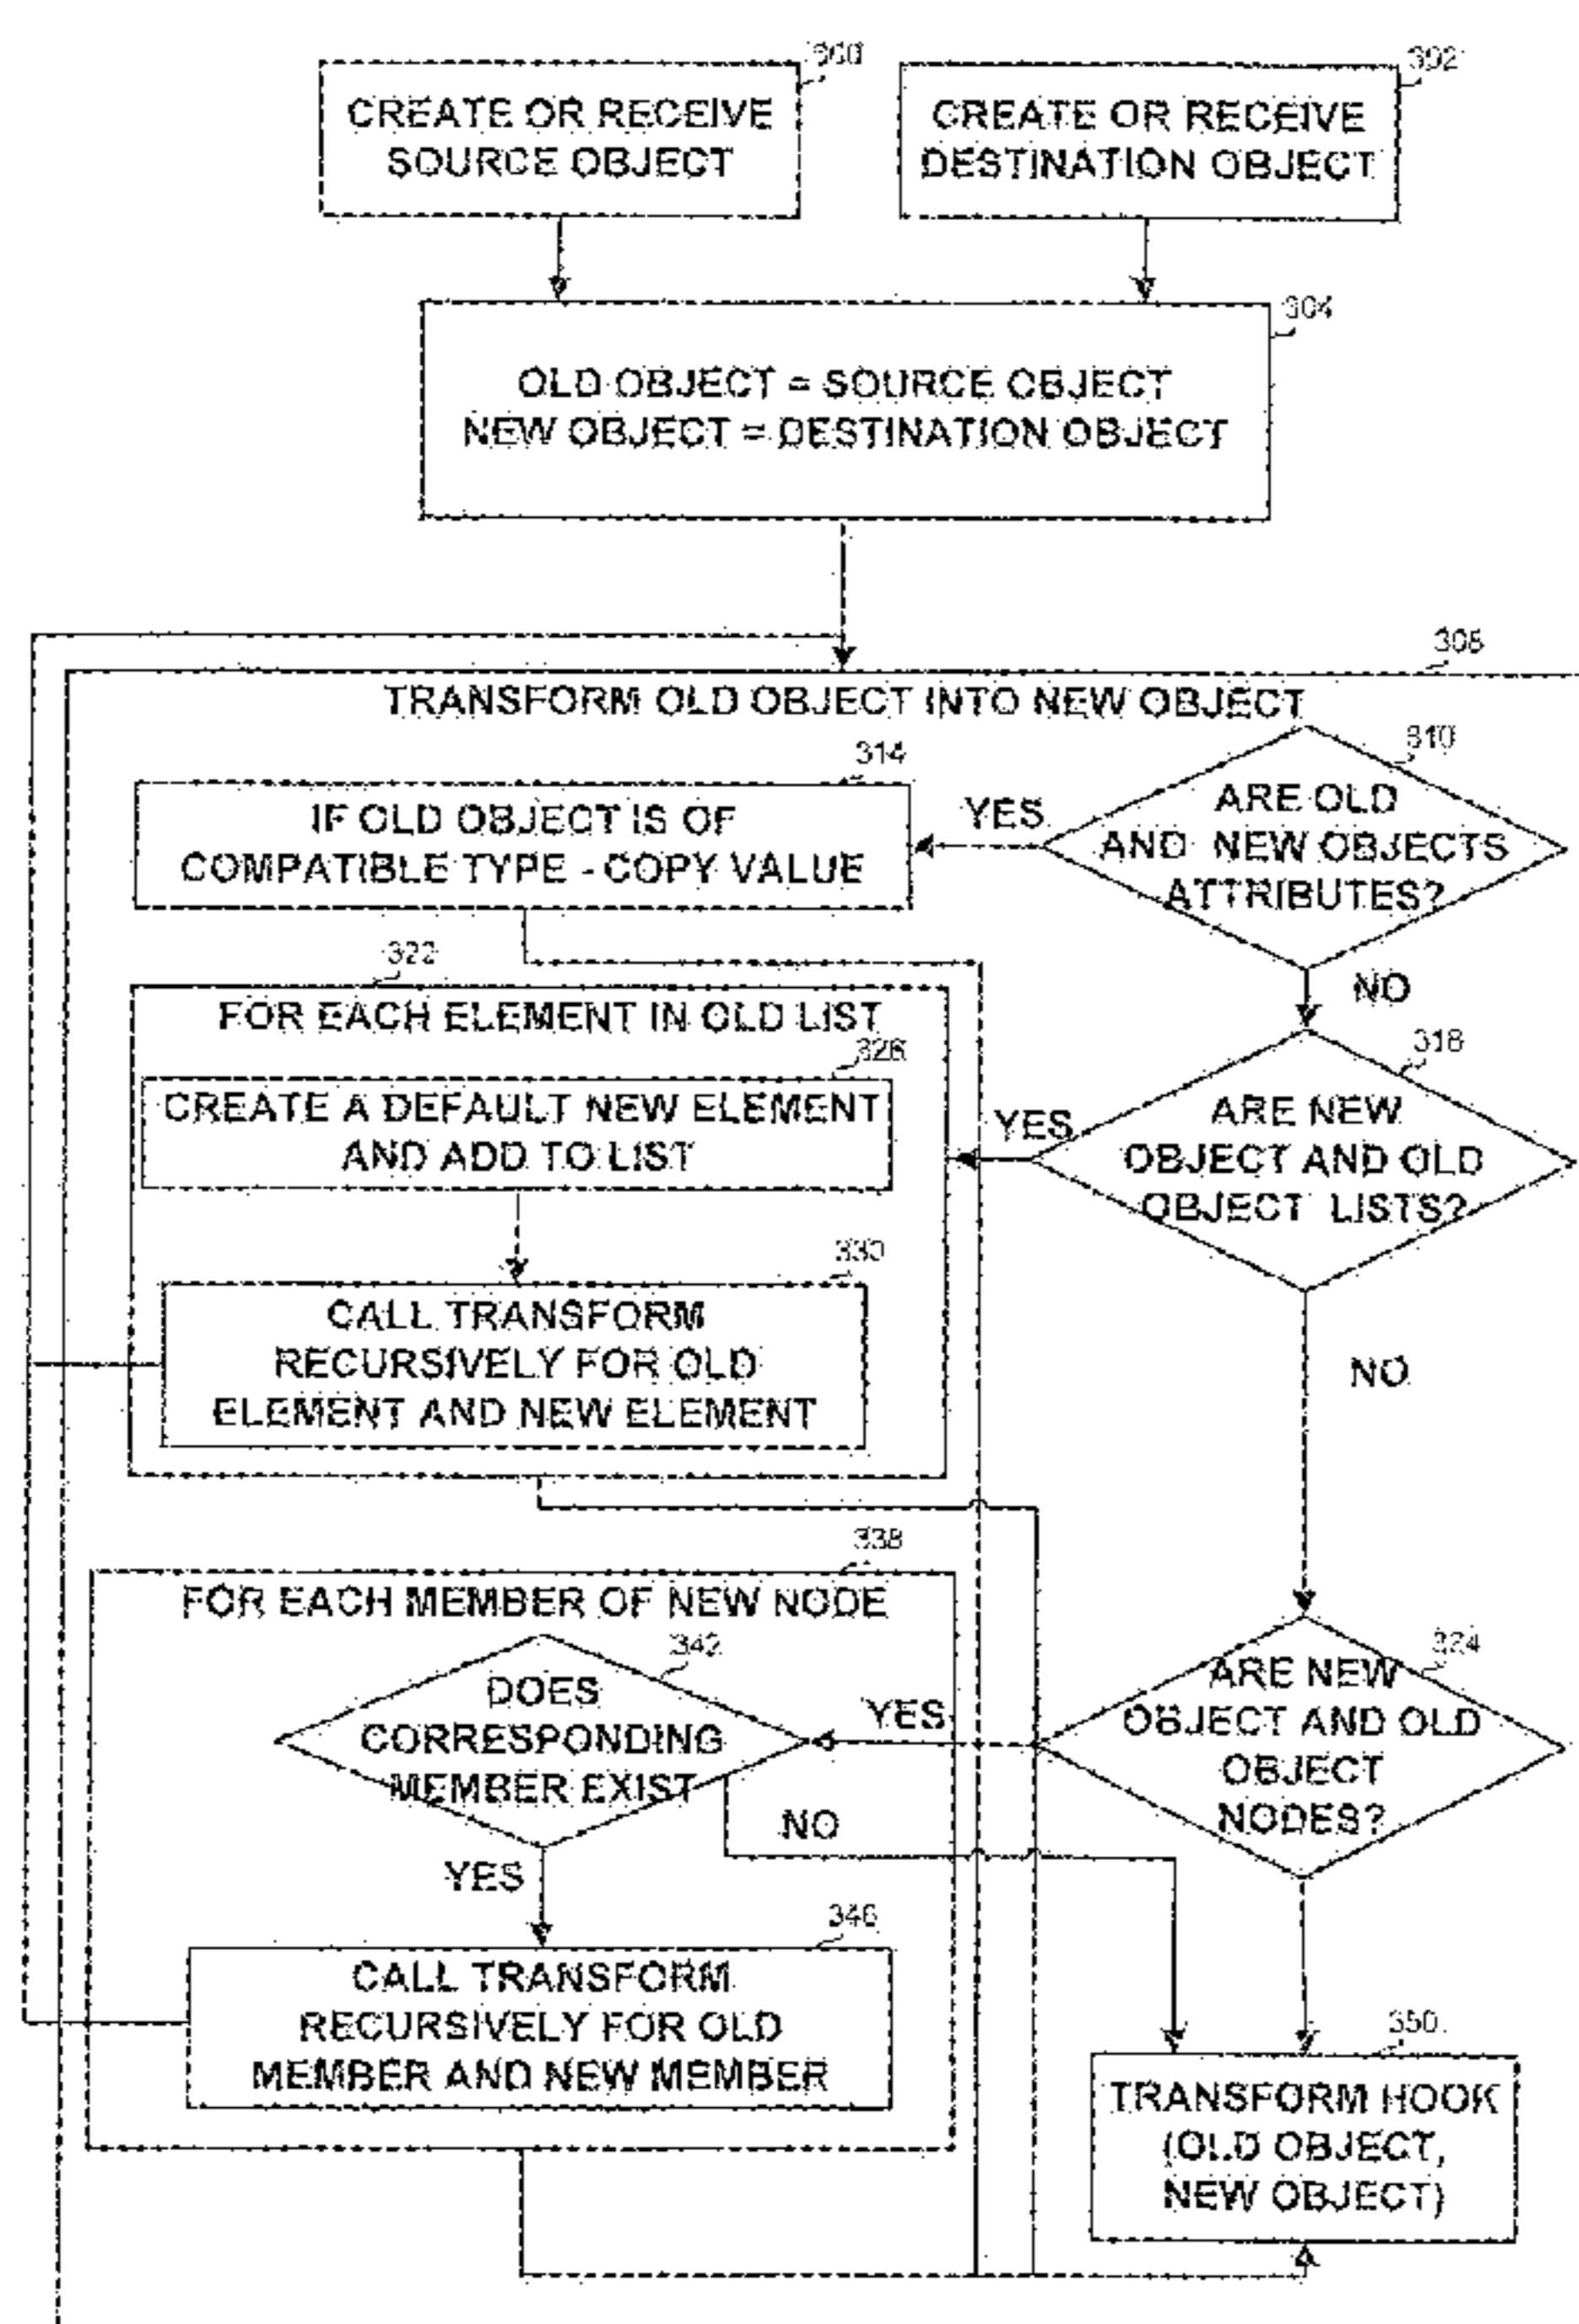 300
CREATE OR RECEIVE
SOURCE OBJECT
302
CREATE OR RECEIVE
DESTINATION OBJECT
304
OLD OBJECT = SOURCE OBJECT
NEW OBJECT = DESTINATION OBJECT
308
TRANSFORM OLD OBJECT INTO NEW OBJECT
310
ARE OLD
AND NEW OBJECTS
ATTRIBUTES?
YES
314
IF OLD OBJECT IS OF
COMPATIBLE TYPE - COPY VALUE
NO
318
ARE NEW
OBJECT AND OLD
OBJECT LISTS?
YES
322
FOR EACH ELEMENT IN OLD LIST
326
CREATE A DEFAULT NEW ELEMENT
AND ADD TO LIST
330
CALL TRANSFORM
RECURSIVELY FOR OLD
ELEMENT AND NEW ELEMENT
NO
334
ARE NEW
OBJECT AND OLD
OBJECT
NODES?
YES
338
FOR EACH MEMBER OF NEW NODE
342
DOES
CORRESPONDING
MEMBER EXIST
NO
YES
346
CALL TRANSFORM
RECURSIVELY FOR OLD
MEMBER AND NEW MEMBER
350
TRANSFORM HOOK
(OLD OBJECT,
NEW OBJECT)